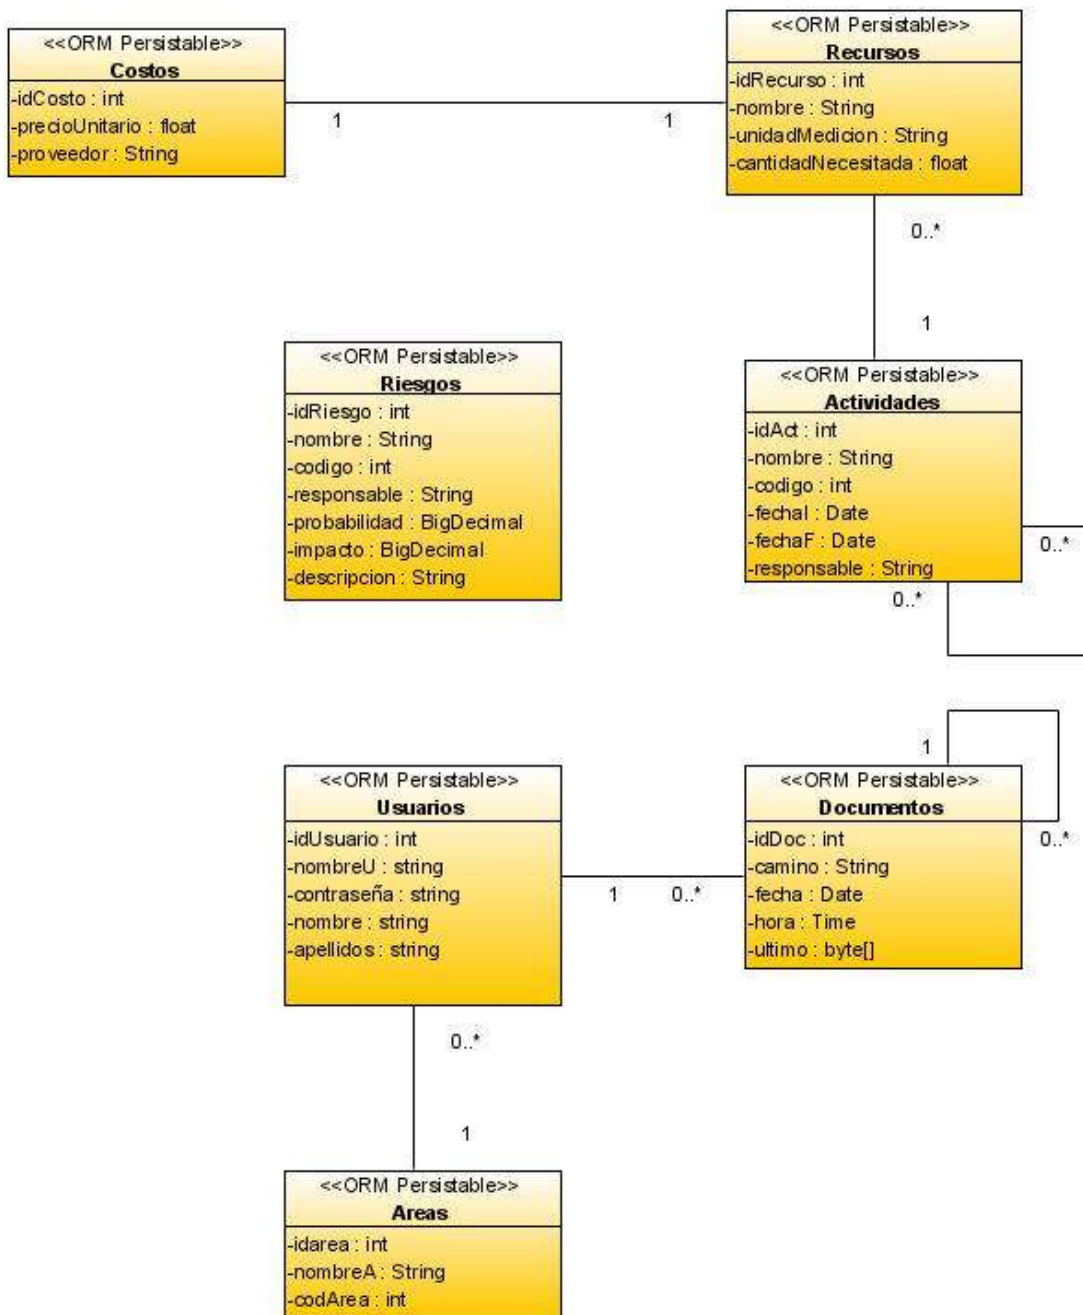 <<ORM Persistable>>
Costos
-idCosto : int
-precioUnitario : float
-proveedor : String
1
1
<<ORM Persistable>>
Recursos
-idRecurso : int
-nombre : String
-unidadMedicion : String
-cantidadNecesitada : float
0..*
1
<<ORM Persistable>>
Riesgos
-idRiesgo : int
-nombre : String
-codigo : int
-responsable : String
-probabilidad : BigDecimal
-impacto : BigDecimal
-descripcion : String
<<ORM Persistable>>
Actividades
-idAct : int
-nombre : String
-codigo : int
-fechaI : Date
-fechaF : Date
-responsable : String
0..*
0..*
<<ORM Persistable>>
Usuarios
-idUsuario : int
-nombreU : string
-contraseña : string
-nombre : string
-apellidos : string
1
0..*
1
<<ORM Persistable>>
Documentos
-idDoc : int
-camino : String
-fecha : Date
-hora : Time
-ultimo : byte[]
0..*
0..*
1
<<ORM Persistable>>
Areas
-idarea : int
-nombreA : String
-codArea : int